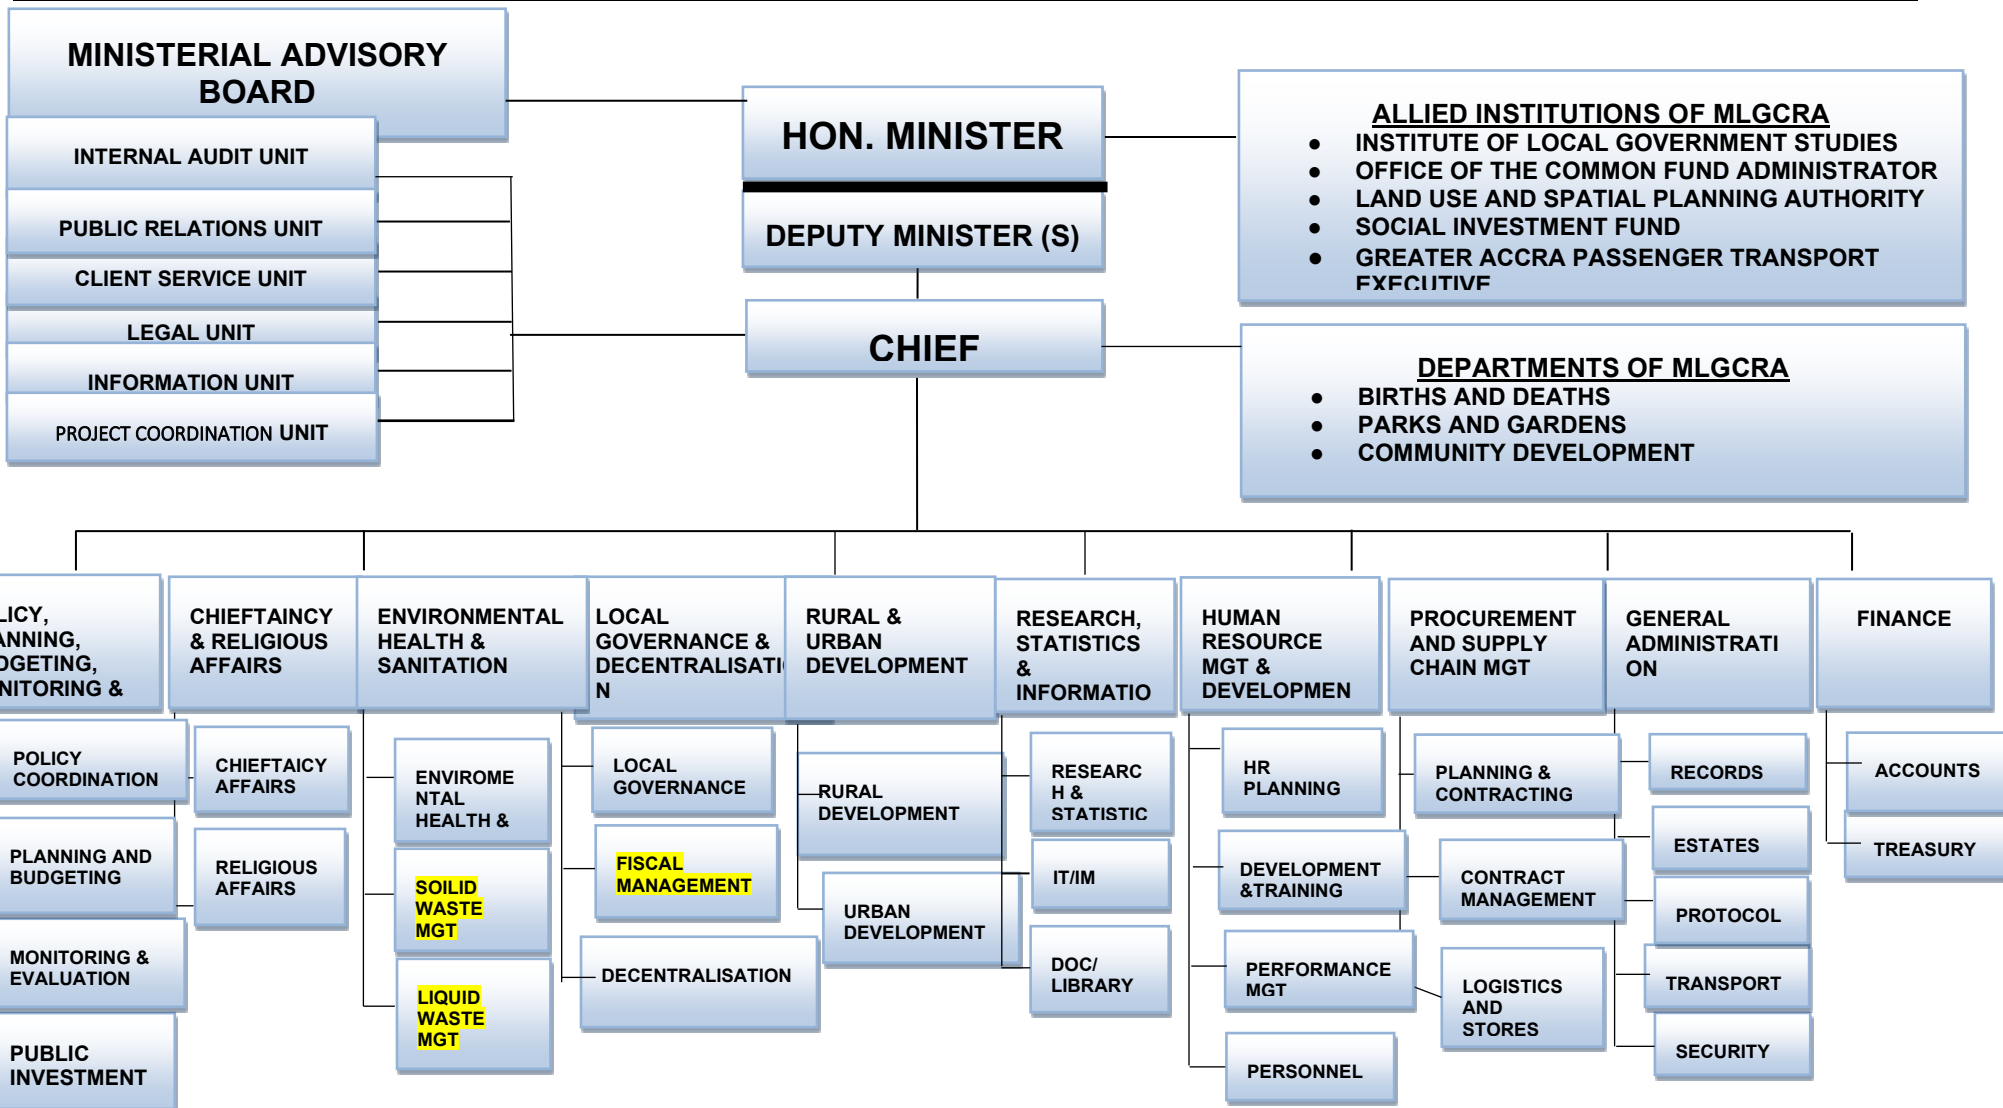 MINISTERIAL ADVISORY
BOARD
INTERNAL AUDIT UNIT
PUBLIC RELATIONS UNIT
CLIENT SERVICE UNIT
LEGAL UNIT
INFORMATION UNIT
PROJECT COORDINATION UNIT
HON. MINISTER
DEPUTY MINISTER (S)
CHIEF
ALLIED INSTITUTIONS OF MLGCRA
● INSTITUTE OF LOCAL GOVERNMENT STUDIES
● OFFICE OF THE COMMON FUND ADMINISTRATOR
● LAND USE AND SPATIAL PLANNING AUTHORITY
● SOCIAL INVESTMENT FUND
● GREATER ACCRA PASSENGER TRANSPORT
EXECUTIVE
DEPARTMENTS OF MLGCRA
● BIRTHS AND DEATHS
● PARKS AND GARDENS
● COMMUNITY DEVELOPMENT
LICY,
ANNING,
DGETING,
NITORING &
POLICY
COORDINATION
PLANNING AND
BUDGETING
MONITORING &
EVALUATION
PUBLIC
INVESTMENT
CHIEFTAINCY
& RELIGIOUS
AFFAIRS
CHIEFTAICY
AFFAIRS
RELIGIOUS
AFFAIRS
ENVIRONMENTAL
HEALTH &
SANITATION
ENVIROME
NTAL
HEALTH &
SOILID
WASTE
MGT
LIQUID
WASTE
MGT
LOCAL
GOVERNANCE &
DECENTRALISATI
N
LOCAL
GOVERNANCE
FISCAL
MANAGEMENT
DECENTRALISATION
RURAL &
URBAN
DEVELOPMENT
RURAL
DEVELOPMENT
URBAN
DEVELOPMENT
RESEARCH,
STATISTICS
&
INFORMATIO
RESEARC
H &
STATISTIC
IT/IM
DOC/
LIBRARY
HUMAN
RESOURCE
MGT &
DEVELOPMEN
HR
PLANNING
DEVELOPMENT
&TRAINING
PERFORMANCE
MGT
PERSONNEL
PROCUREMENT
AND SUPPLY
CHAIN MGT
PLANNING &
CONTRACTING
CONTRACT
MANAGEMENT
LOGISTICS
AND
STORES
GENERAL
ADMINISTRATI
ON
RECORDS
ESTATES
PROTOCOL
TRANSPORT
SECURITY
FINANCE
ACCOUNTS
TREASURY